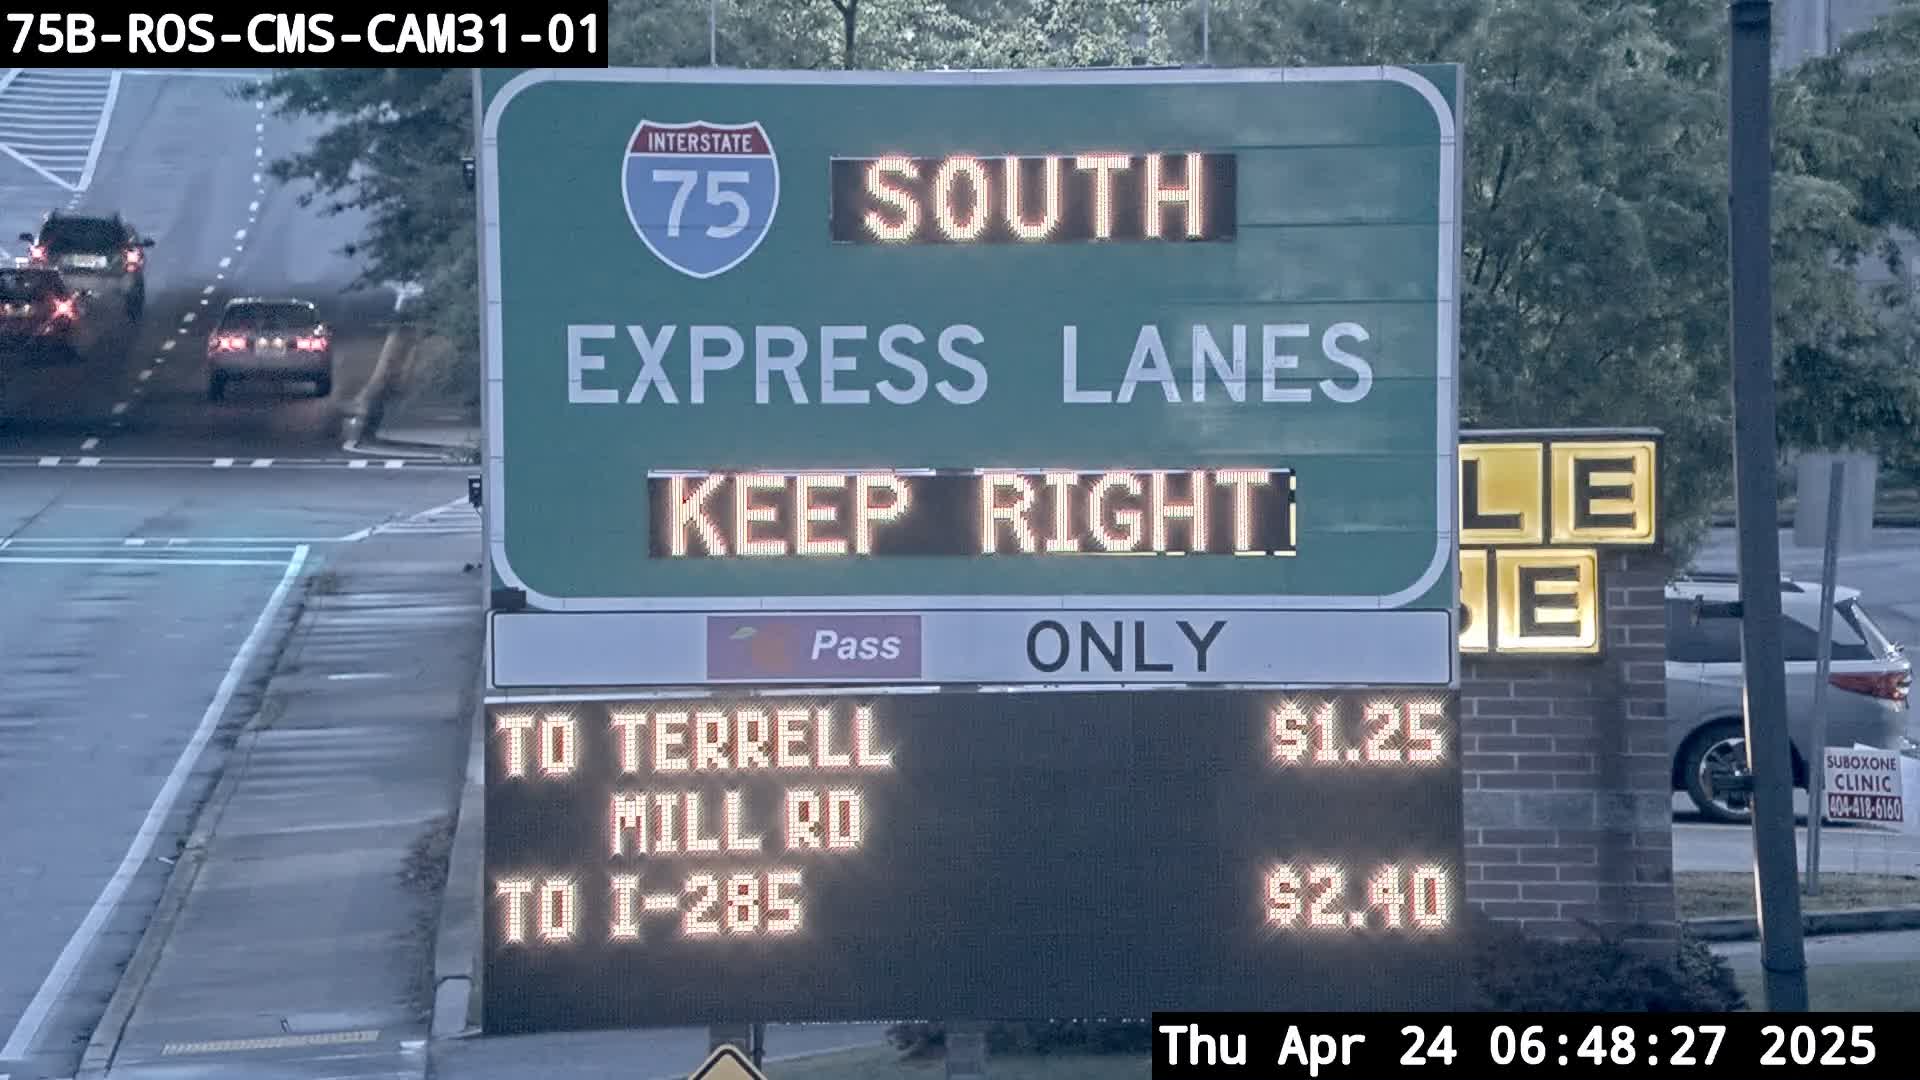 75B-ROS-CMS-CAM31-01
INTERSTATE
75
SOUTH
EXPRESS LANES
KEEP RIGHT
Pass ONLY
TO TERRELL $1.25
MILL RD
TO I-285 $2.40
LE
E
SUBOXONE
CLINIC
404-418-6160
Thu Apr 24 06:48:27 2025